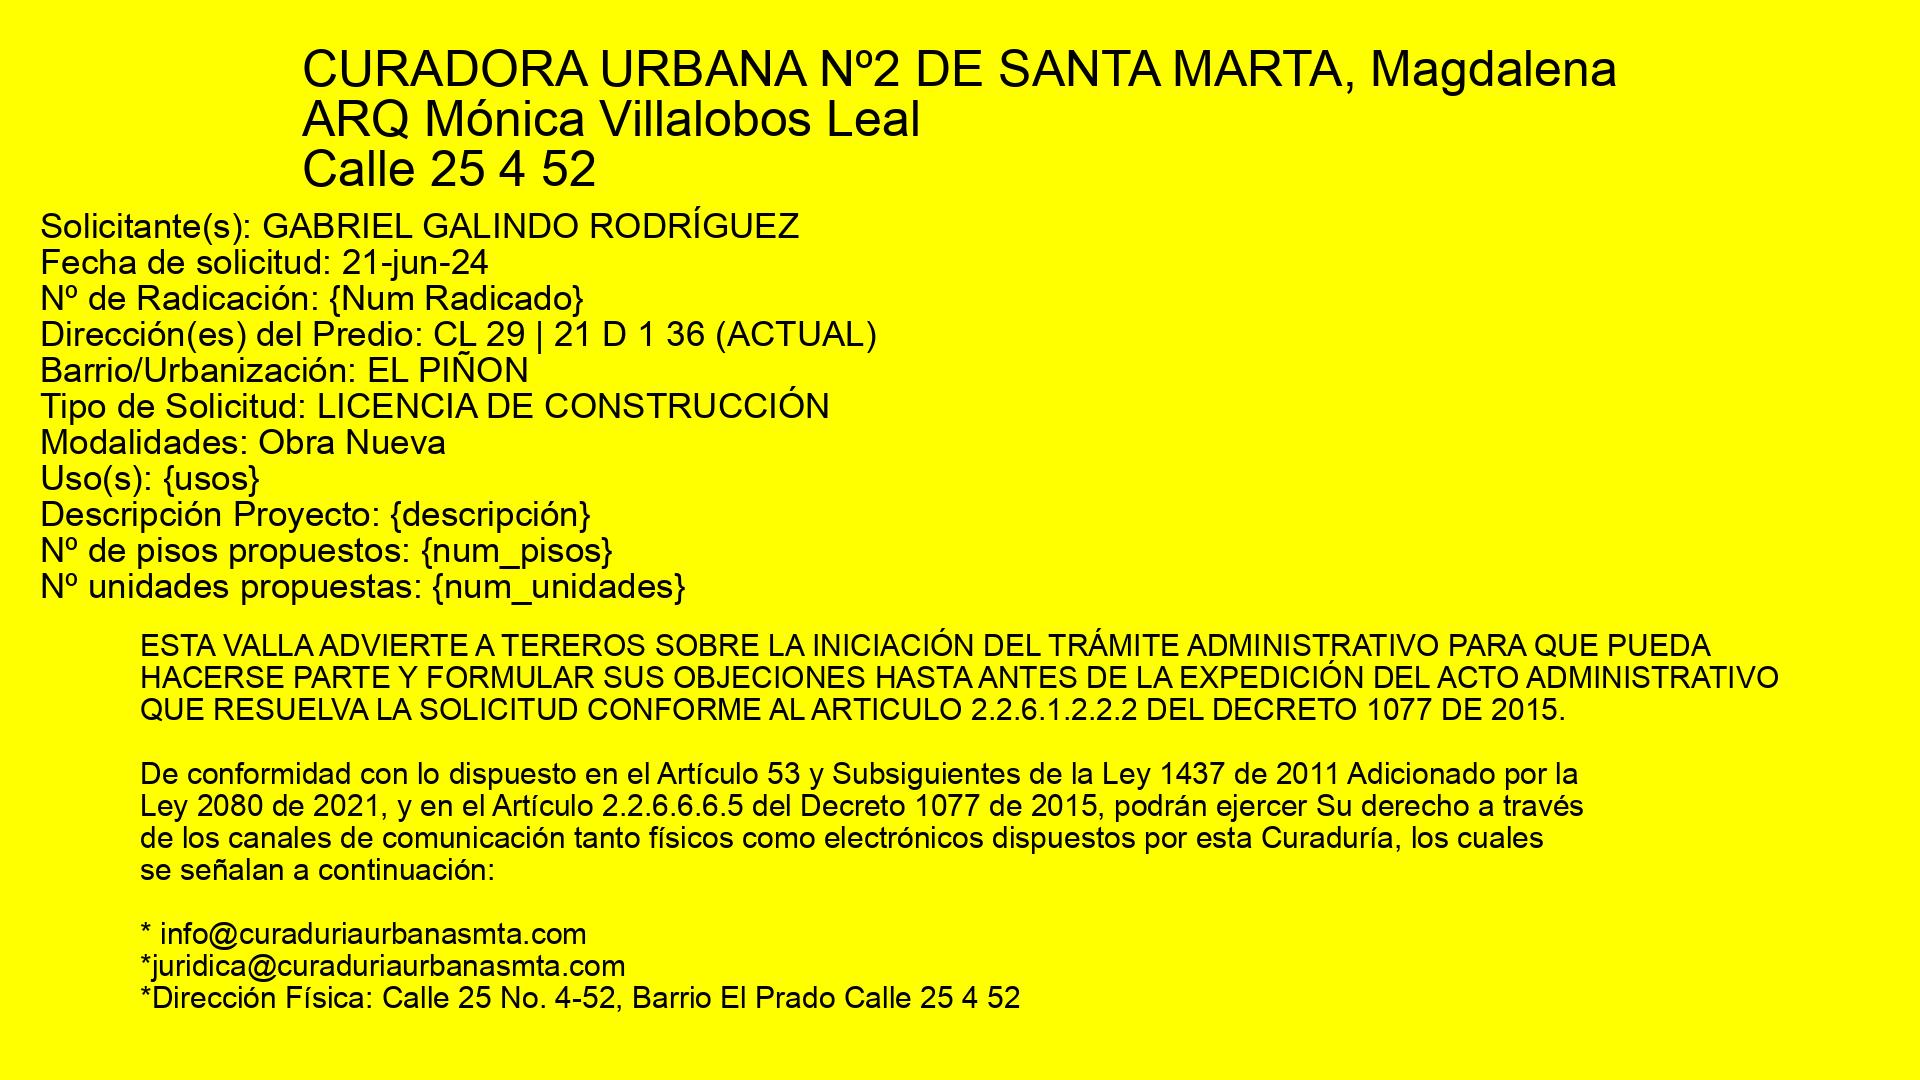 CURADORA URBANA Nº2 DE SANTA MARTA, Magdalena
ARQ Mónica Villalobos Leal
Calle 25 4 52
Solicitante(s): GABRIEL GALINDO RODRÍGUEZ
Fecha de solicitud: 21-jun-24
Nº de Radicación: {Num Radicado}
Dirección(es) del Predio: CL 29 | 21 D 1 36 (ACTUAL)
Barrio/Urbanización: EL PIÑON
Tipo de Solicitud: LICENCIA DE CONSTRUCCIÓN
Modalidades: Obra Nueva
Uso(s): {usos}
Descripción Proyecto: {descripción}
Nº de pisos propuestos: {num_pisos}
Nº unidades propuestas: {num_unidades}
ESTA VALLA ADVIERTE A TEREROS SOBRE LA INICIACIÓN DEL TRÁMITE ADMINISTRATIVO PARA QUE PUEDA
HACERSE PARTE Y FORMULAR SUS OBJECIONES HASTA ANTES DE LA EXPEDICIÓN DEL ACTO ADMINISTRATIVO
QUE RESUELVA LA SOLICITUD CONFORME AL ARTICULO 2.2.6.1.2.2.2 DEL DECRETO 1077 DE 2015.
De conformidad con lo dispuesto en el Artículo 53 y Subsiguientes de la Ley 1437 de 2011 Adicionado por la
Ley 2080 de 2021, y en el Artículo 2.2.6.6.6.5 del Decreto 1077 de 2015, podrán ejercer Su derecho a través
de los canales de comunicación tanto físicos como electrónicos dispuestos por esta Curaduría, los cuales
se señalan a continuación:
* info@curaduriaurbanasmta.com
*juridica@curaduriaurbanasmta.com
*Dirección Física: Calle 25 No. 4-52, Barrio El Prado Calle 25 4 52